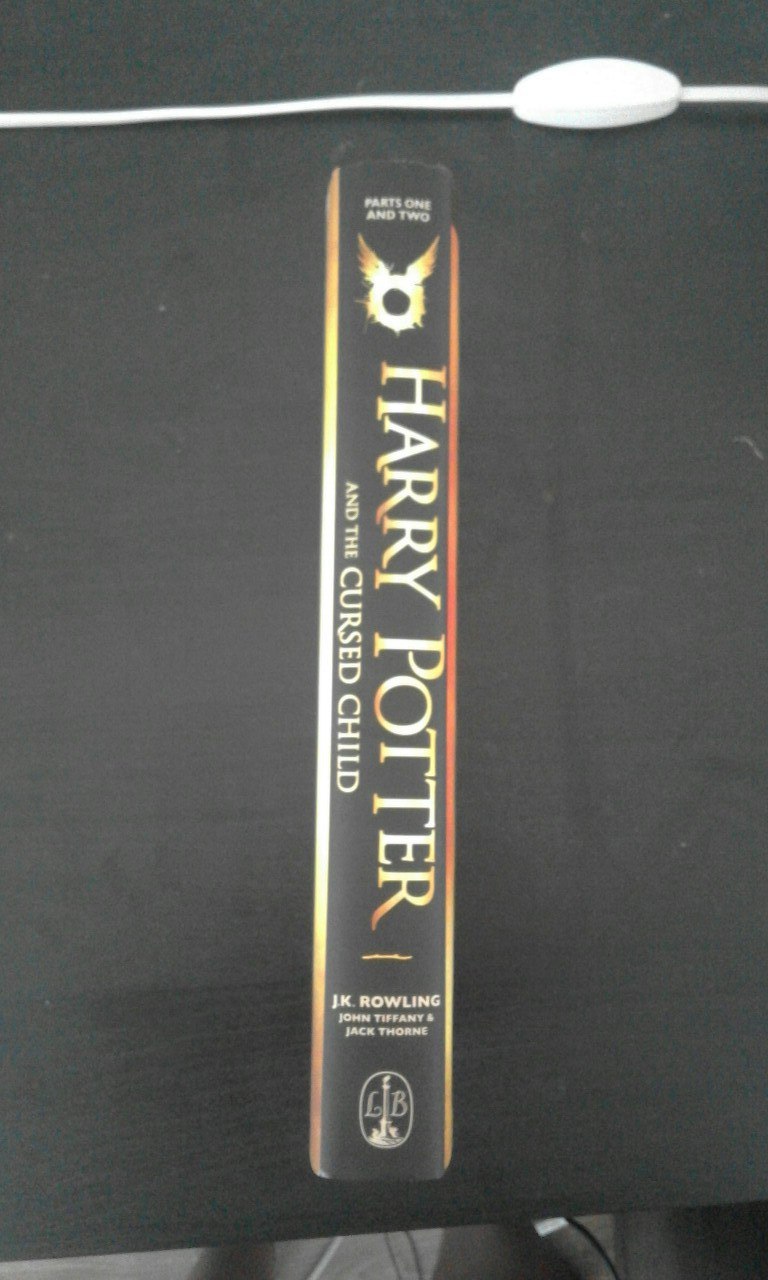 PARTS ONE
AND TWO
HARRY POTTER
AND THE CURSED CHILD
J.K. ROWLING
JOHN TIFFANY &
JACK THORNE
LB